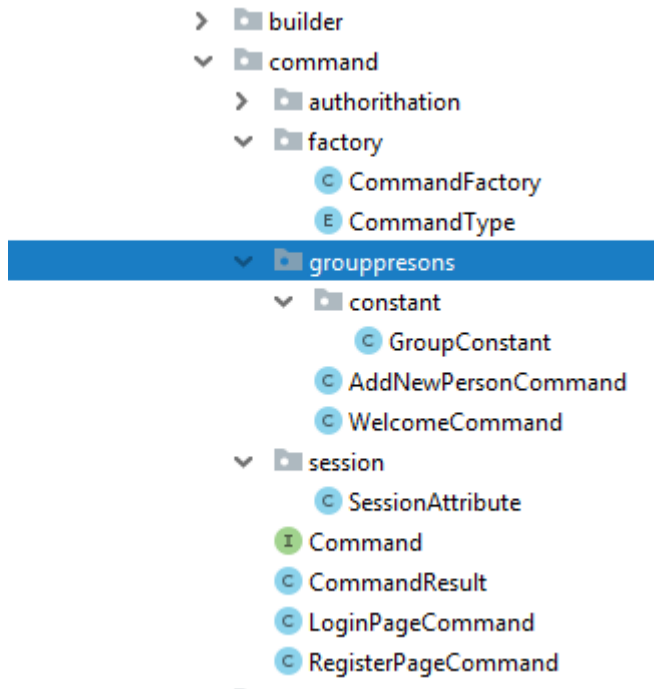 builder
command
authorithation
factory
C CommandFactory
E CommandType
grouppresons
constant
C GroupConstant
C AddNewPersonCommand
C WelcomeCommand
session
C SessionAttribute
I Command
C CommandResult
C LoginPageCommand
C RegisterPageCommand